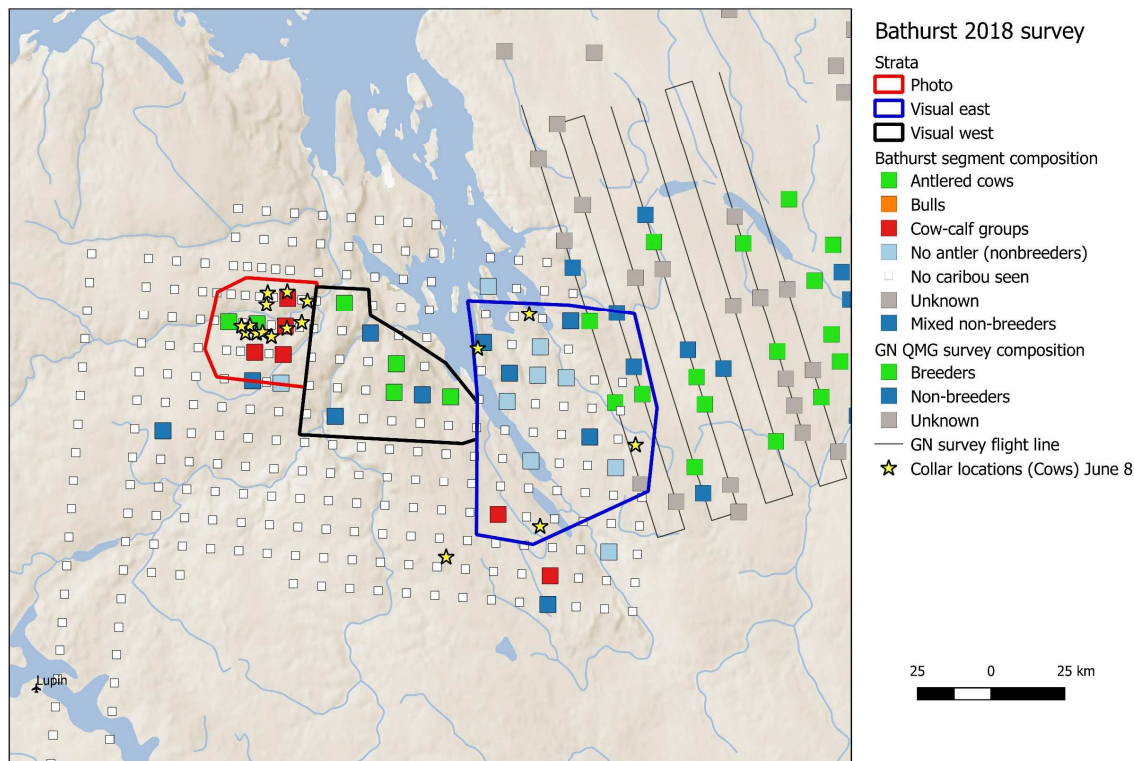 Bathurst 2018 survey
Strata
Photo
Visual east
Visual west
Bathurst segment composition
Antlered cows
Bulls
Cow-calf groups
No antler (nonbreeders)
No caribou seen
Unknown
Mixed non-breeders
GN QMG survey composition
Breeders
Non-breeders
Unknown
GN survey flight line
Collar locations (Cows) June 8
Lupin
25 0 25 km